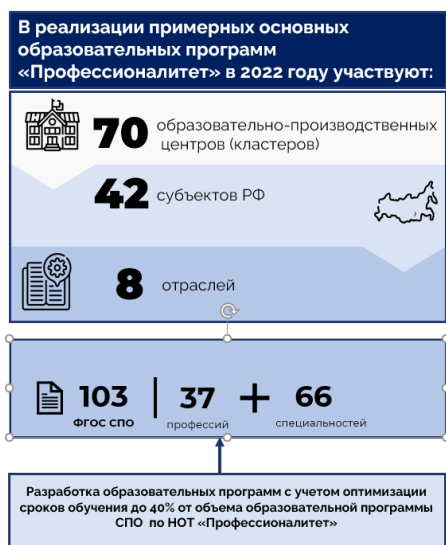 В реализации примерных основных
образовательных программ
«Профессионалитет» в 2022 году участвуют:
70 образовательно-производственных
центров (кластеров)
42 субъектов РФ
8 отраслей
103 | 37 + 66
ФГОС СПО профессий специальностей
Разработка образовательных программ с учетом оптимизации
сроков обучения до 40% от объема образовательной программы
СПО по НОТ «Профессионалитет»